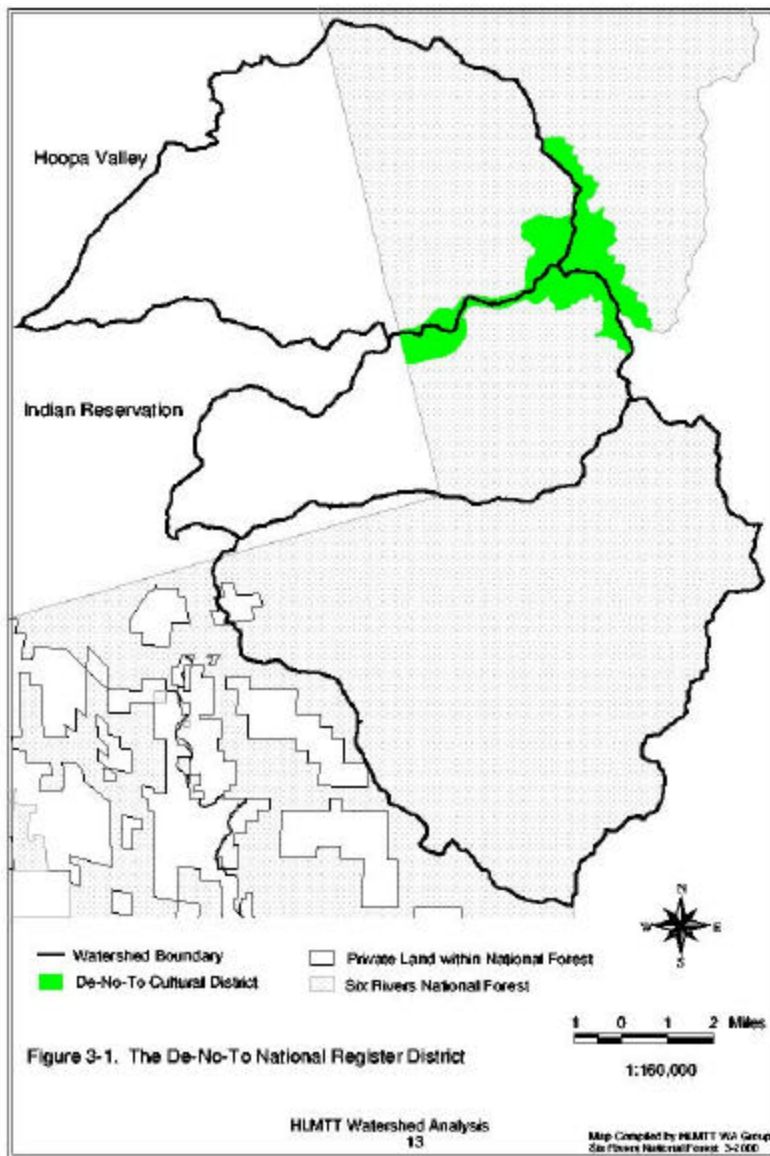 Hoopa Valley
Indian Reservation
N
W E
S
Watershed Boundary
De-No-To Cultural District
Private Land within National Forest
Six Rivers National Forest
1 0 1 2 Miles
1:160,000
Figure 3-1. The De-No-To National Register District
HLMTT Watershed Analysis
13
Map Compiled by HLMTT WA Group
Six Rivers National Forest 3-2000